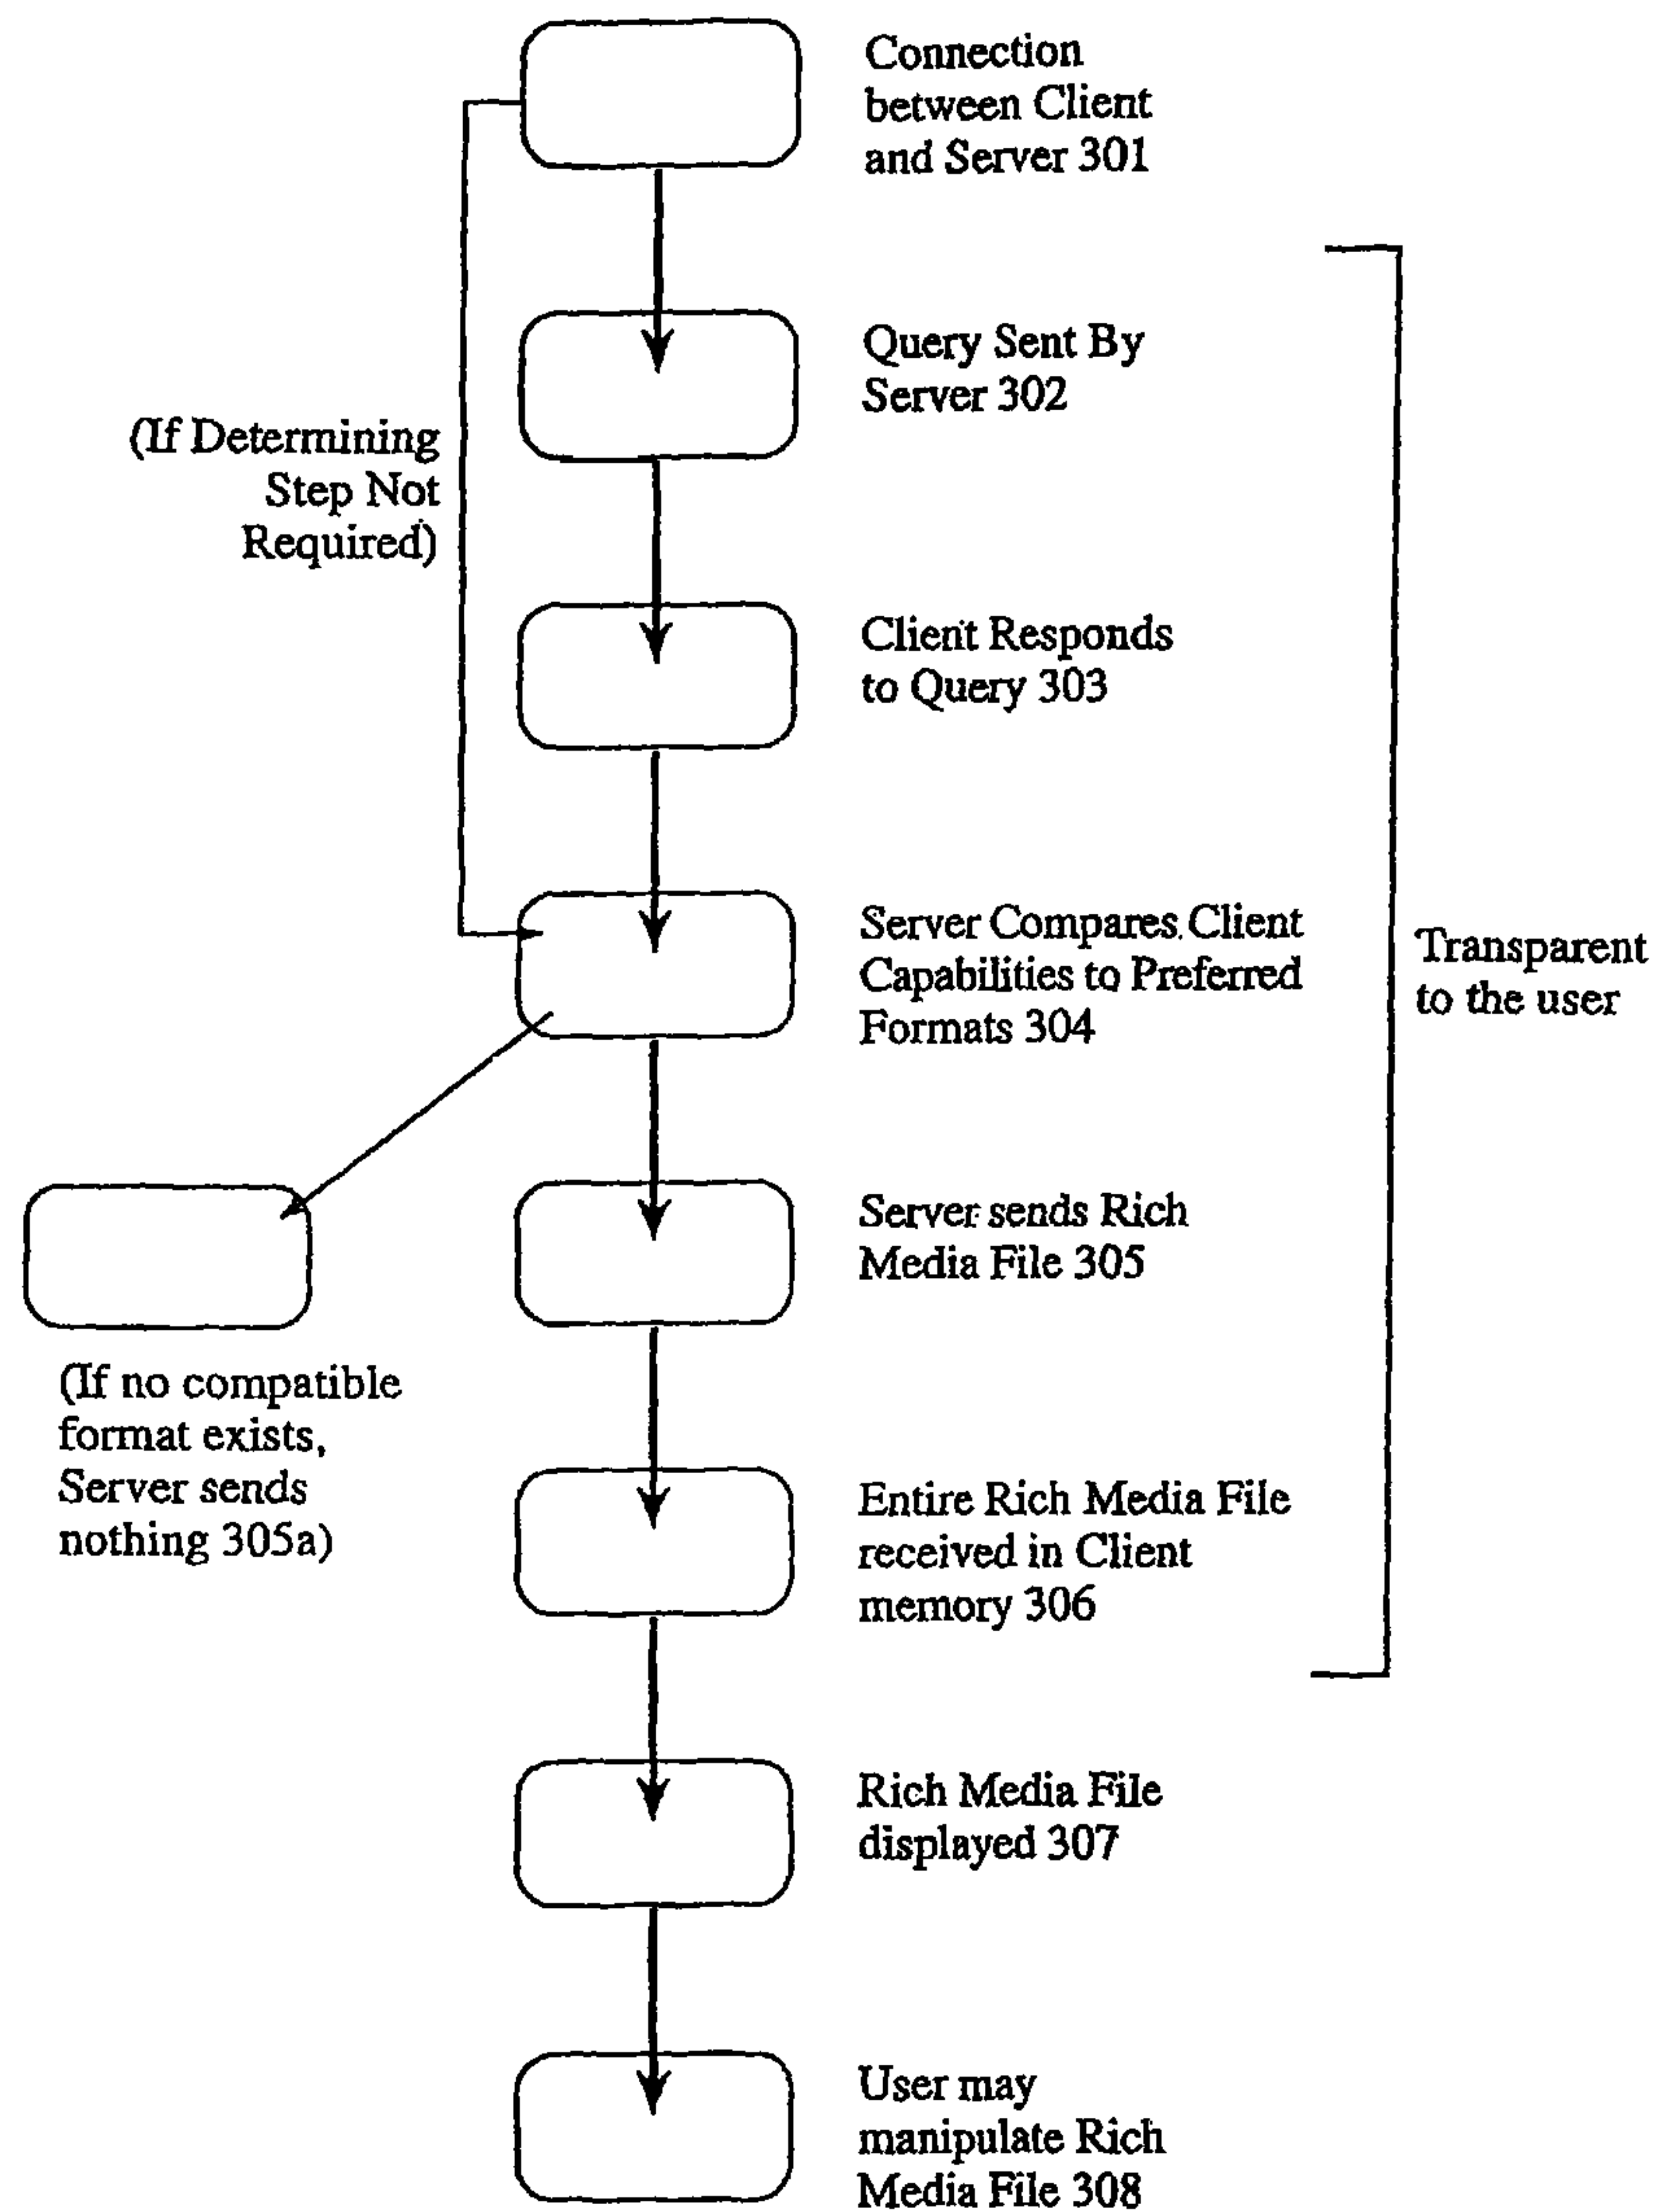 Connection
between Client
and Server 301
Query Sent By
Server 302
(If Determining
Step Not
Required)
Client Responds
to Query 303
Server Compares Client
Capabilities to Preferred
Formats 304
Transparent
to the user
Server sends Rich
Media File 305
(If no compatible
format exists,
Server sends
nothing 305a)
Entire Rich Media File
received in Client
memory 306
Rich Media File
displayed 307
User may
manipulate Rich
Media File 308